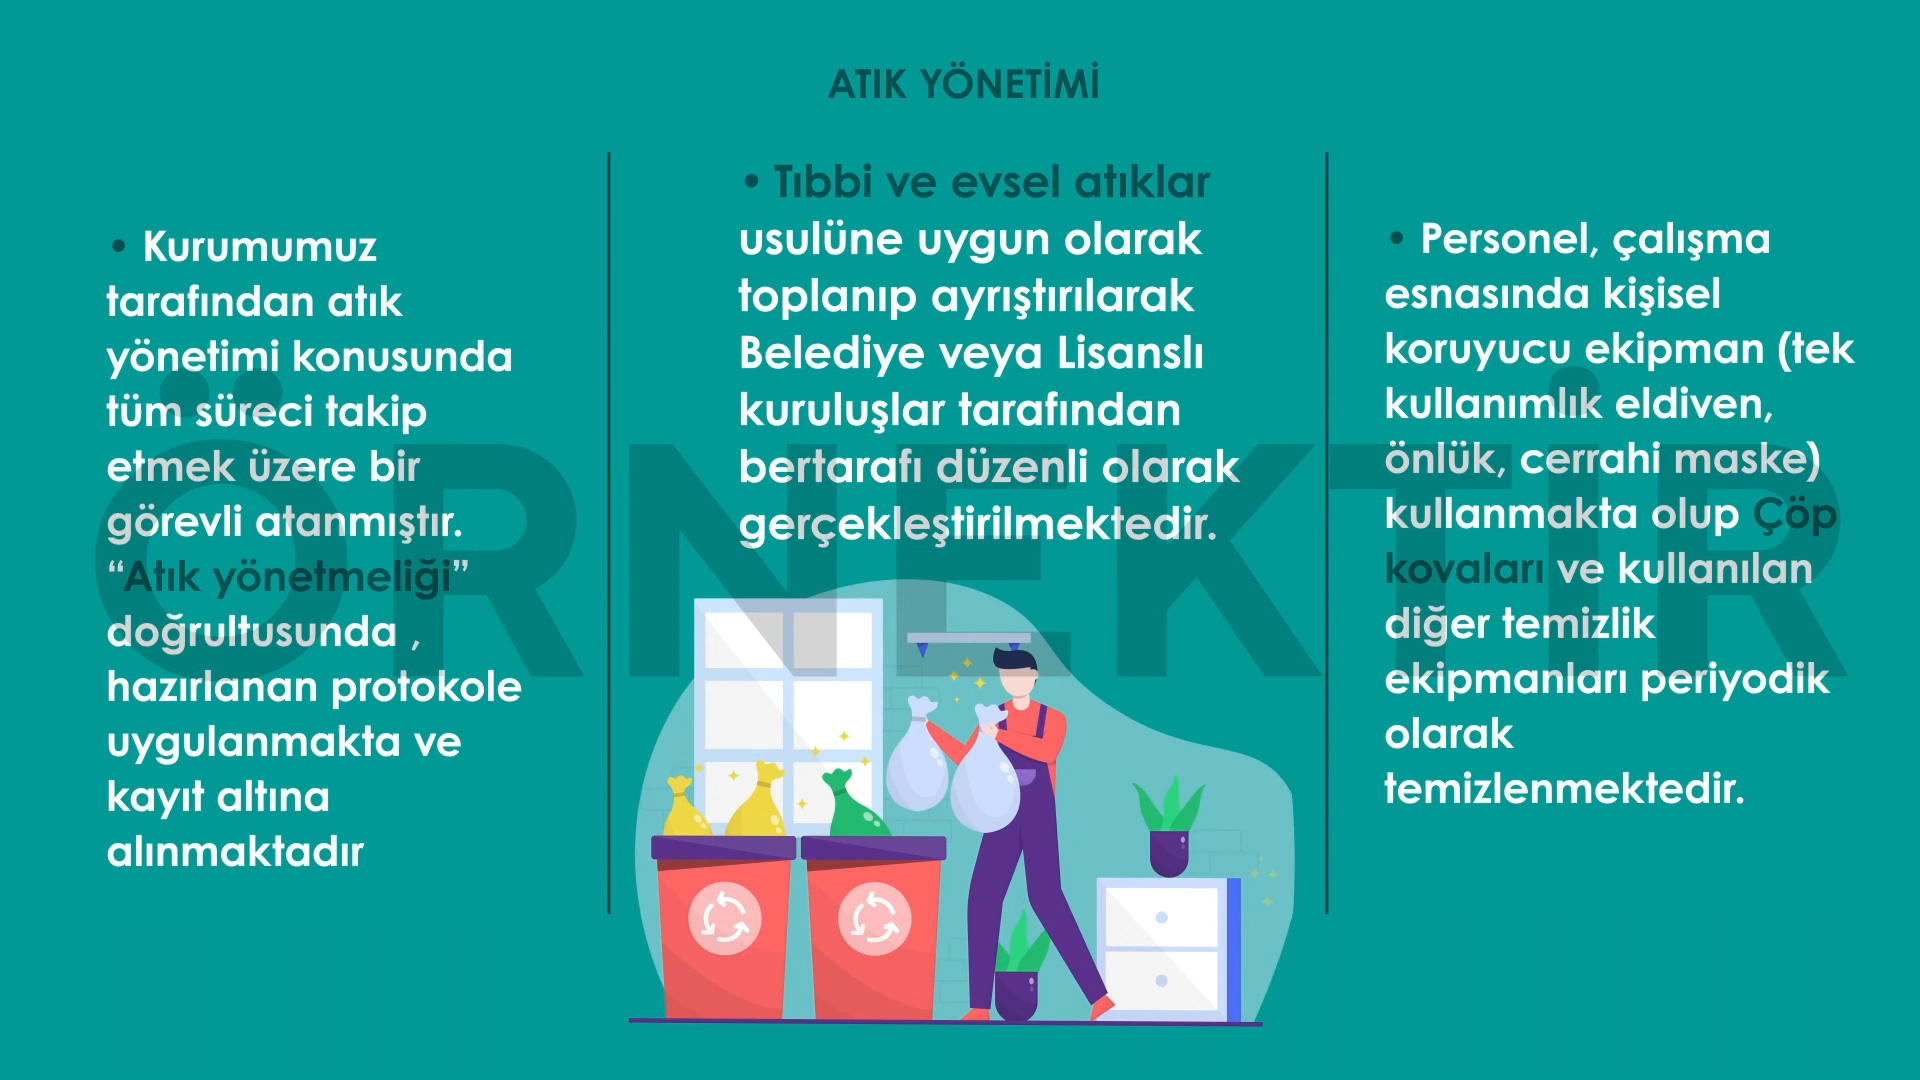 ATIK YÖNETİMİ
• Kurumumuz
tarafından atık
yönetimi konusunda
tüm süreci takip
etmek üzere bir
görevli atanmıştır.
“Atık yönetmeliği”
doğrultusunda ,
hazırlanan protokole
uygulanmakta ve
kayıt altına
alınmaktadır
• Tıbbi ve evsel atıklar
usulüne uygun olarak
toplanıp ayrıştırılarak
Belediye veya Lisanslı
kuruluşlar tarafından
bertarafı düzenli olarak
gerçekleştirilmektedir.
• Personel, çalışma
esnasında kişisel
koruyucu ekipman (tek
kullanımlık eldiven,
önlük, cerrahi maske)
kullanmakta olup Çöp
kovaları ve kullanılan
diğer temizlik
ekipmanları periyodik
olarak
temizlenmektedir.
ÖRNEKTİR